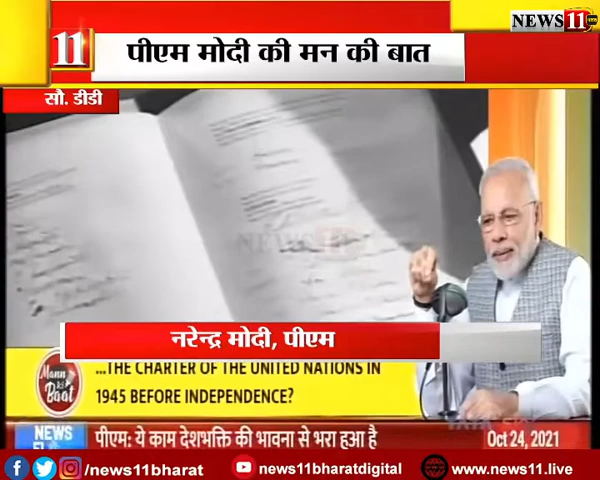 NEWS11
11
पीएम मोदी की मन की बात
सौ. डीडी
NEWS11
नरेन्द्र मोदी, पीएम
Mann
ki
Baat
...THE CHARTER OF THE UNITED NATIONS IN
1945 BEFORE INDEPENDENCE?
NEWS
पीएम: ये काम देशभक्ति की भावना से भरा हुआ है
Oct 24, 2021
/news11bharat
news11bharatdigital
www.news11.live